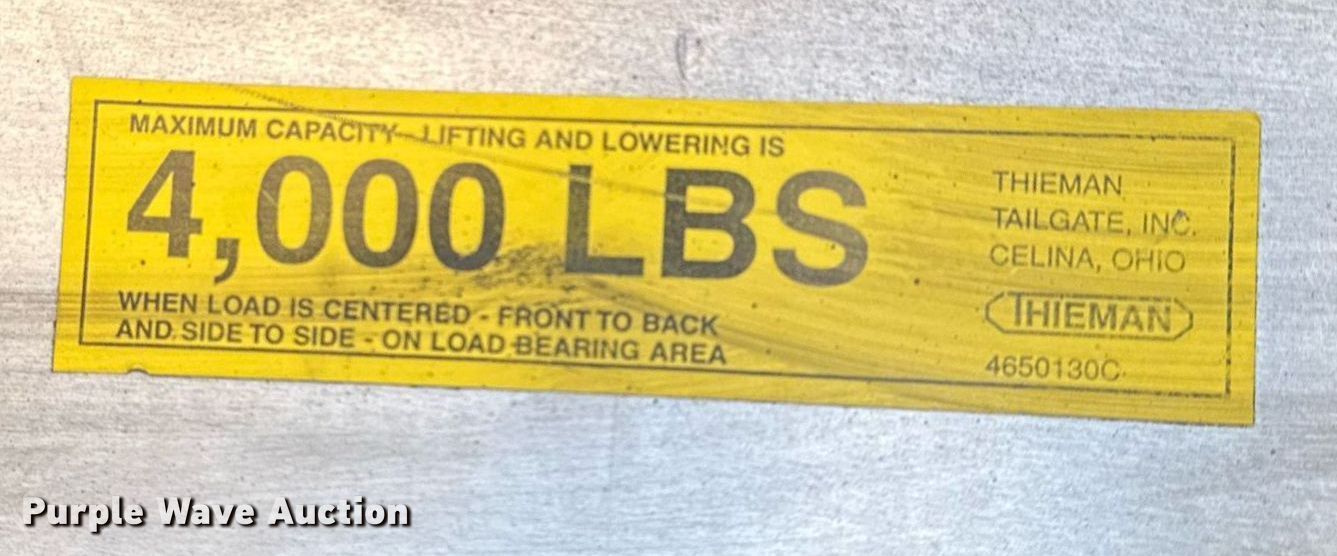 MAXIMUM CAPACITY - LIFTING AND LOWERING IS
4,000 LBS
WHEN LOAD IS CENTERED - FRONT TO BACK
AND SIDE TO SIDE - ON LOAD BEARING AREA
THIEMAN
TAILGATE, INC.
CELINA, OHIO
THIEMAN
4650130C
Purple Wave Auction